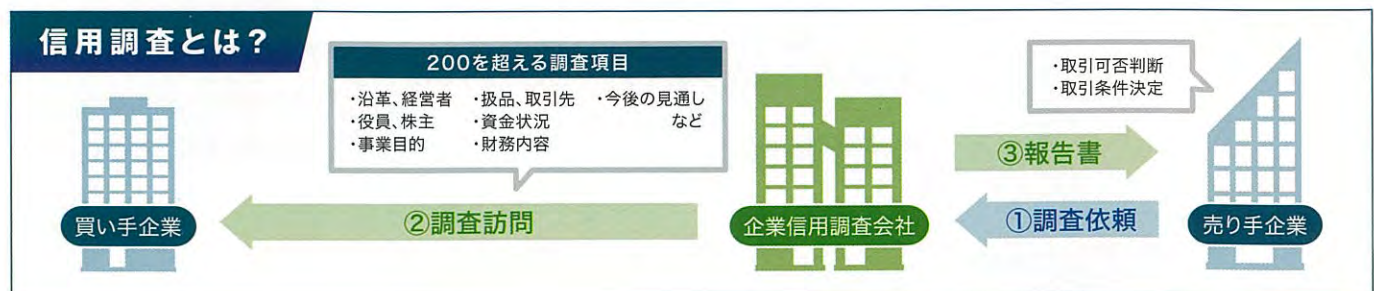 信用調査とは？
200を超える調査項目
・沿革、経営者
・役員、株主
・事業目的
・扱品、取引先
・資金状況
・財務内容
・今後の見通し
など
・取引可否判断
・取引条件決定
③報告書
買い手企業
②調査訪問
企業信用調査会社
①調査依頼
売り手企業